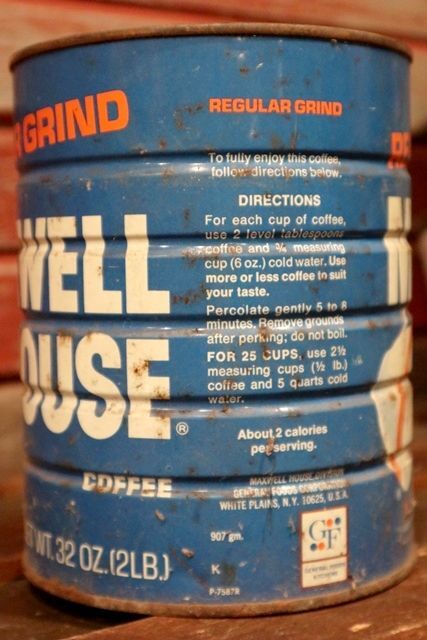 R GRIND
WELL
OUSE®
COFFEE
WT. 32 OZ. (2LB.)
REGULAR GRIND
To fully enjoy this coffee,
follow directions below.
DIRECTIONS
For each cup of coffee,
use 2 level tablespoons
coffee and ¾ measuring
cup (6 oz.) cold water. Use
more or less coffee to suit
your taste.
Percolate gently 5 to 8
minutes. Remove grounds
after perking; do not boil.
FOR 25 CUPS, use 2½
measuring cups (½ lb.)
coffee and 5 quarts cold
water.
About 2 calories
per serving.
MAXWELL HOUSE DIVISION
GENERAL FOODS CORPORATION
WHITE PLAINS, N.Y. 10625, U.S.A.
907 gm.
K
P-7587R
GF
GENERAL FOODS
KITCHENS